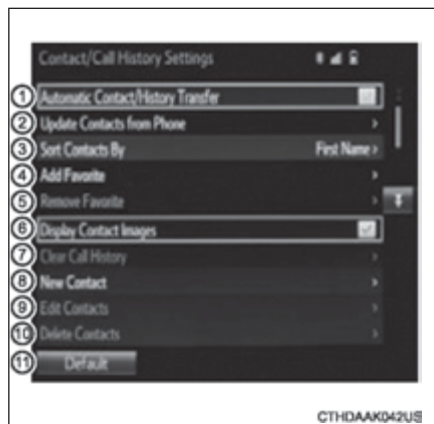 Contact/Call History Settings
1 Automatic Contact/History Transfer
2 Update Contacts from Phone
3 Sort Contacts By First Name
4 Add Favorite
5 Remove Favorite
6 Display Contact Images
7 Clear Call History
8 New Contact
9 Edit Contacts
10 Delete Contacts
11 Default
CTHDAAK042US